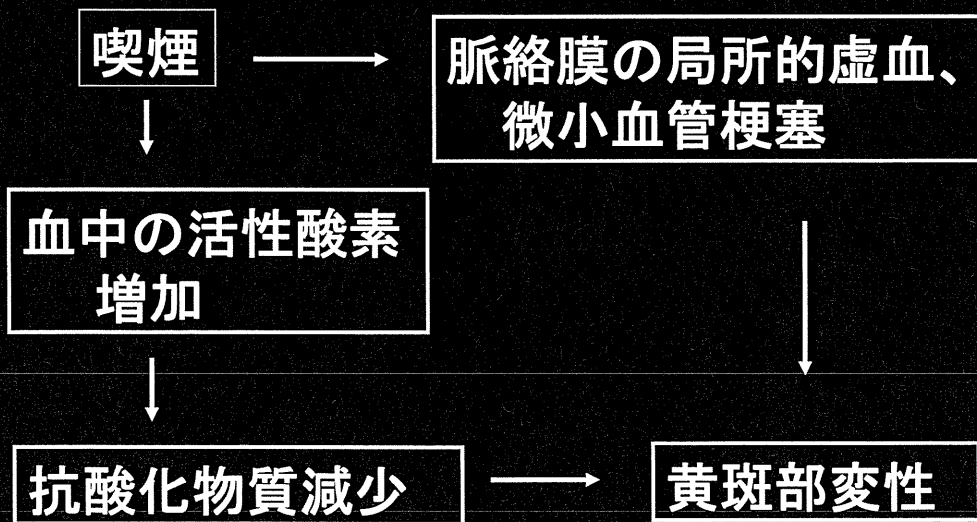 喫煙
脈絡膜の局所的虚血、
微小血管梗塞
血中の活性酸素
増加
抗酸化物質減少
黄斑部変性